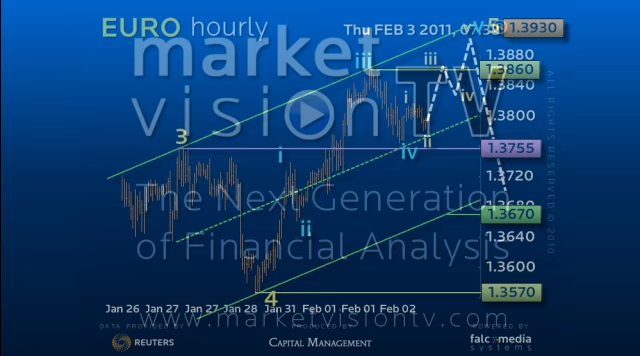 EURO hourly
Thu FEB 3 2011, 07:39
v 5
1.3930
market
vision TV
1.3880
iii
iii
1.3860
1.3840
iv
i
1.3800
3
ii
iv
1.3755
i
1.3720
The Next Generation
1.3680
1.3670
ii
of Financial Analysis
1.3640
1.3600
4
1.3570
Jan 26 Jan 27 Jan 27 Jan 28 Jan 31 Feb 01 Feb 01 Feb 02
www.marketvisiontv.com
DATA PROVIDED BY
PRODUCED BY
POWERED BY
REUTERS
CAPITAL MANAGEMENT
falc media
systems
ALL RIGHTS RESERVED © 2010